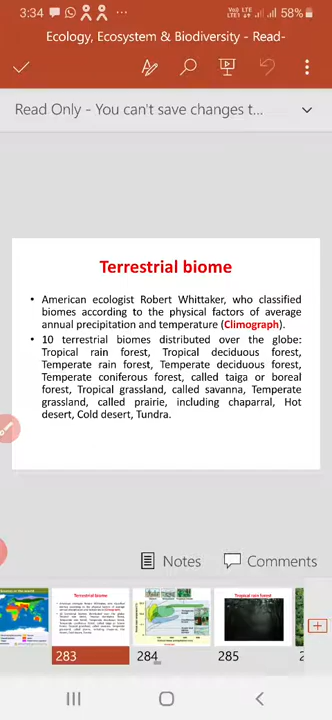 3:34
58%
Ecology, Ecosystem & Biodiversity - Read-
Read Only - You can't save changes t...
Terrestrial biome
• American ecologist Robert Whittaker, who classified
biomes according to the physical factors of average
annual precipitation and temperature (Climograph).
• 10 terrestrial biomes distributed over the globe:
Tropical rain forest, Tropical deciduous forest,
Temperate rain forest, Temperate deciduous forest,
Temperate coniferous forest, called taiga or boreal
forest, Tropical grassland, called savanna, Temperate
grassland, called prairie, including chaparral, Hot
desert, Cold desert, Tundra.
Notes
Comments
Terrestrial biome
Tropical rain forest
283
284
285
2